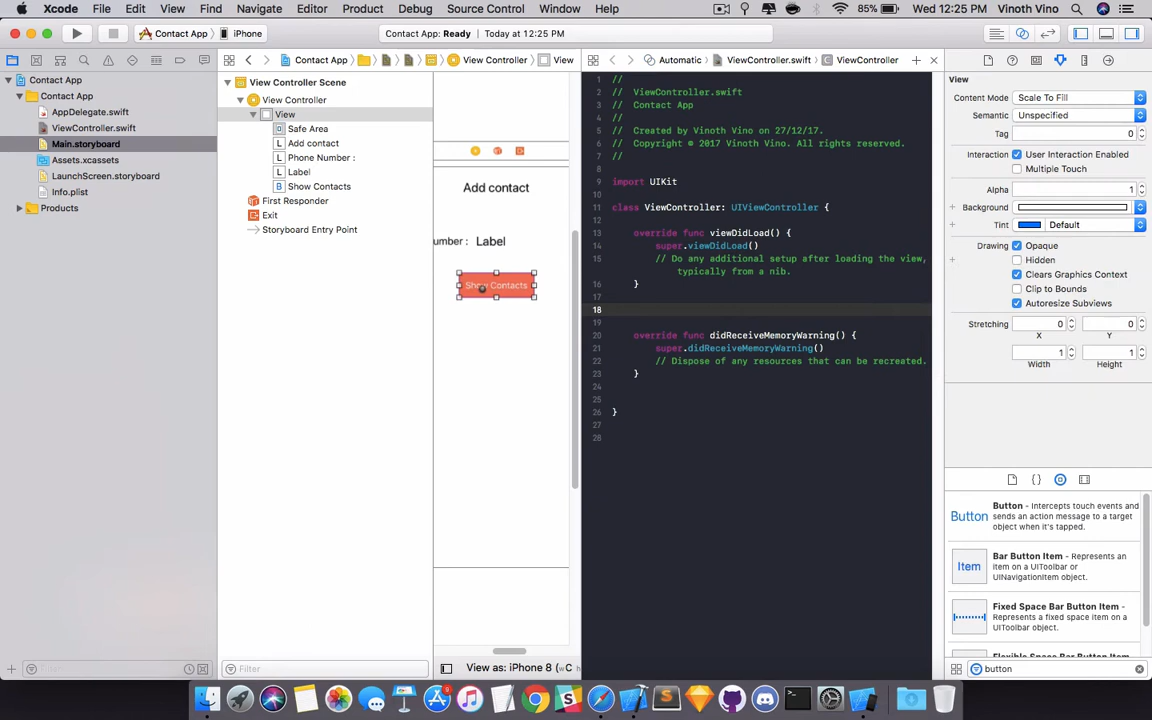 Xcode File Edit View Find Navigate Editor Product Debug Source Control Window Help 85% Wed 12:25 PM Vinoth Vino
Contact App iPhone
Contact App: Ready Today at 12:25 PM
Contact App View Controller View
Automatic ViewController.swift ViewController
Contact App
Contact App
AppDelegate.swift
ViewController.swift
Main.storyboard
Assets.xcassets
LaunchScreen.storyboard
Info.plist
Products
Filter
View Controller Scene
View Controller
View
Safe Area
L Add contact
L Phone Number :
L Label
B Show Contacts
First Responder
Exit
Storyboard Entry Point
Filter
Add contact
umber : Label
Show Contacts
View as: iPhone 8 (wC
1 //
2 // ViewController.swift
3 // Contact App
4 //
5 // Created by Vinoth Vino on 27/12/17.
6 // Copyright © 2017 Vinoth Vino. All rights reserved.
7 //
8
9 import UIKit
10
11 class ViewController: UIViewController {
12
13 override func viewDidLoad() {
14 super.viewDidLoad()
15 // Do any additional setup after loading the view,
typically from a nib.
16 }
17
18
19
20 override func didReceiveMemoryWarning() {
21 super.didReceiveMemoryWarning()
22 // Dispose of any resources that can be recreated.
23 }
24
25
26 }
28
View
Content Mode Scale To Fill
Semantic Unspecified
Tag 0
Interaction User Interaction Enabled
Multiple Touch
Alpha 1
Background
Tint Default
Drawing Opaque
Hidden
Clears Graphics Context
Clip to Bounds
Autoresize Subviews
Stretching 0 0
X Y
1 1
Width Height
Button
Button - Intercepts touch events and
sends an action message to a target
object when it's tapped.
Item
Bar Button Item - Represents an
item on a UIToolbar or
UINavigationItem object.
Fixed Space Bar Button Item -
Represents a fixed space item on a
UIToolbar object.
Flexible Space Bar Button Item -
button